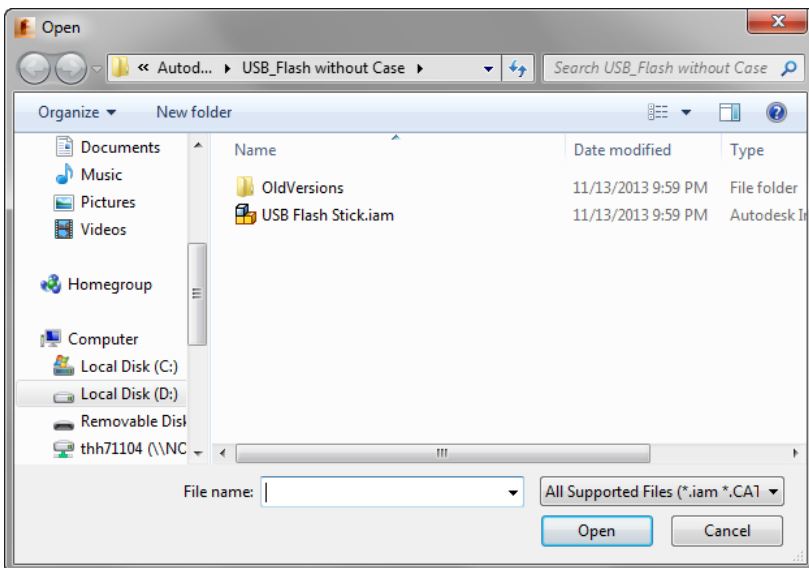 Open
« Autod... USB_Flash without Case
Search USB_Flash without Case
Organize New folder
Documents
Music
Pictures
Videos
Homegroup
Computer
Local Disk (C:)
Local Disk (D:)
Removable Disk
thh71104 (\\NC
Name Date modified Type
OldVersions 11/13/2013 9:59 PM File folder
USB Flash Stick.iam 11/13/2013 9:59 PM Autodesk In
File name: All Supported Files (*.iam *.CAT
Open Cancel